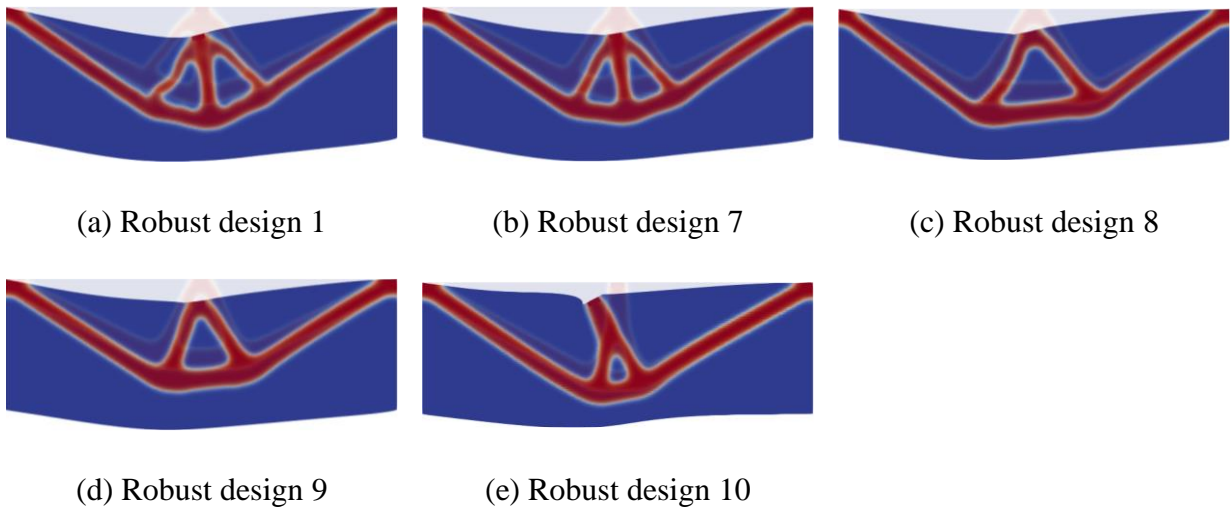 (a) Robust design 1
(b) Robust design 7
(c) Robust design 8
(d) Robust design 9
(e) Robust design 10